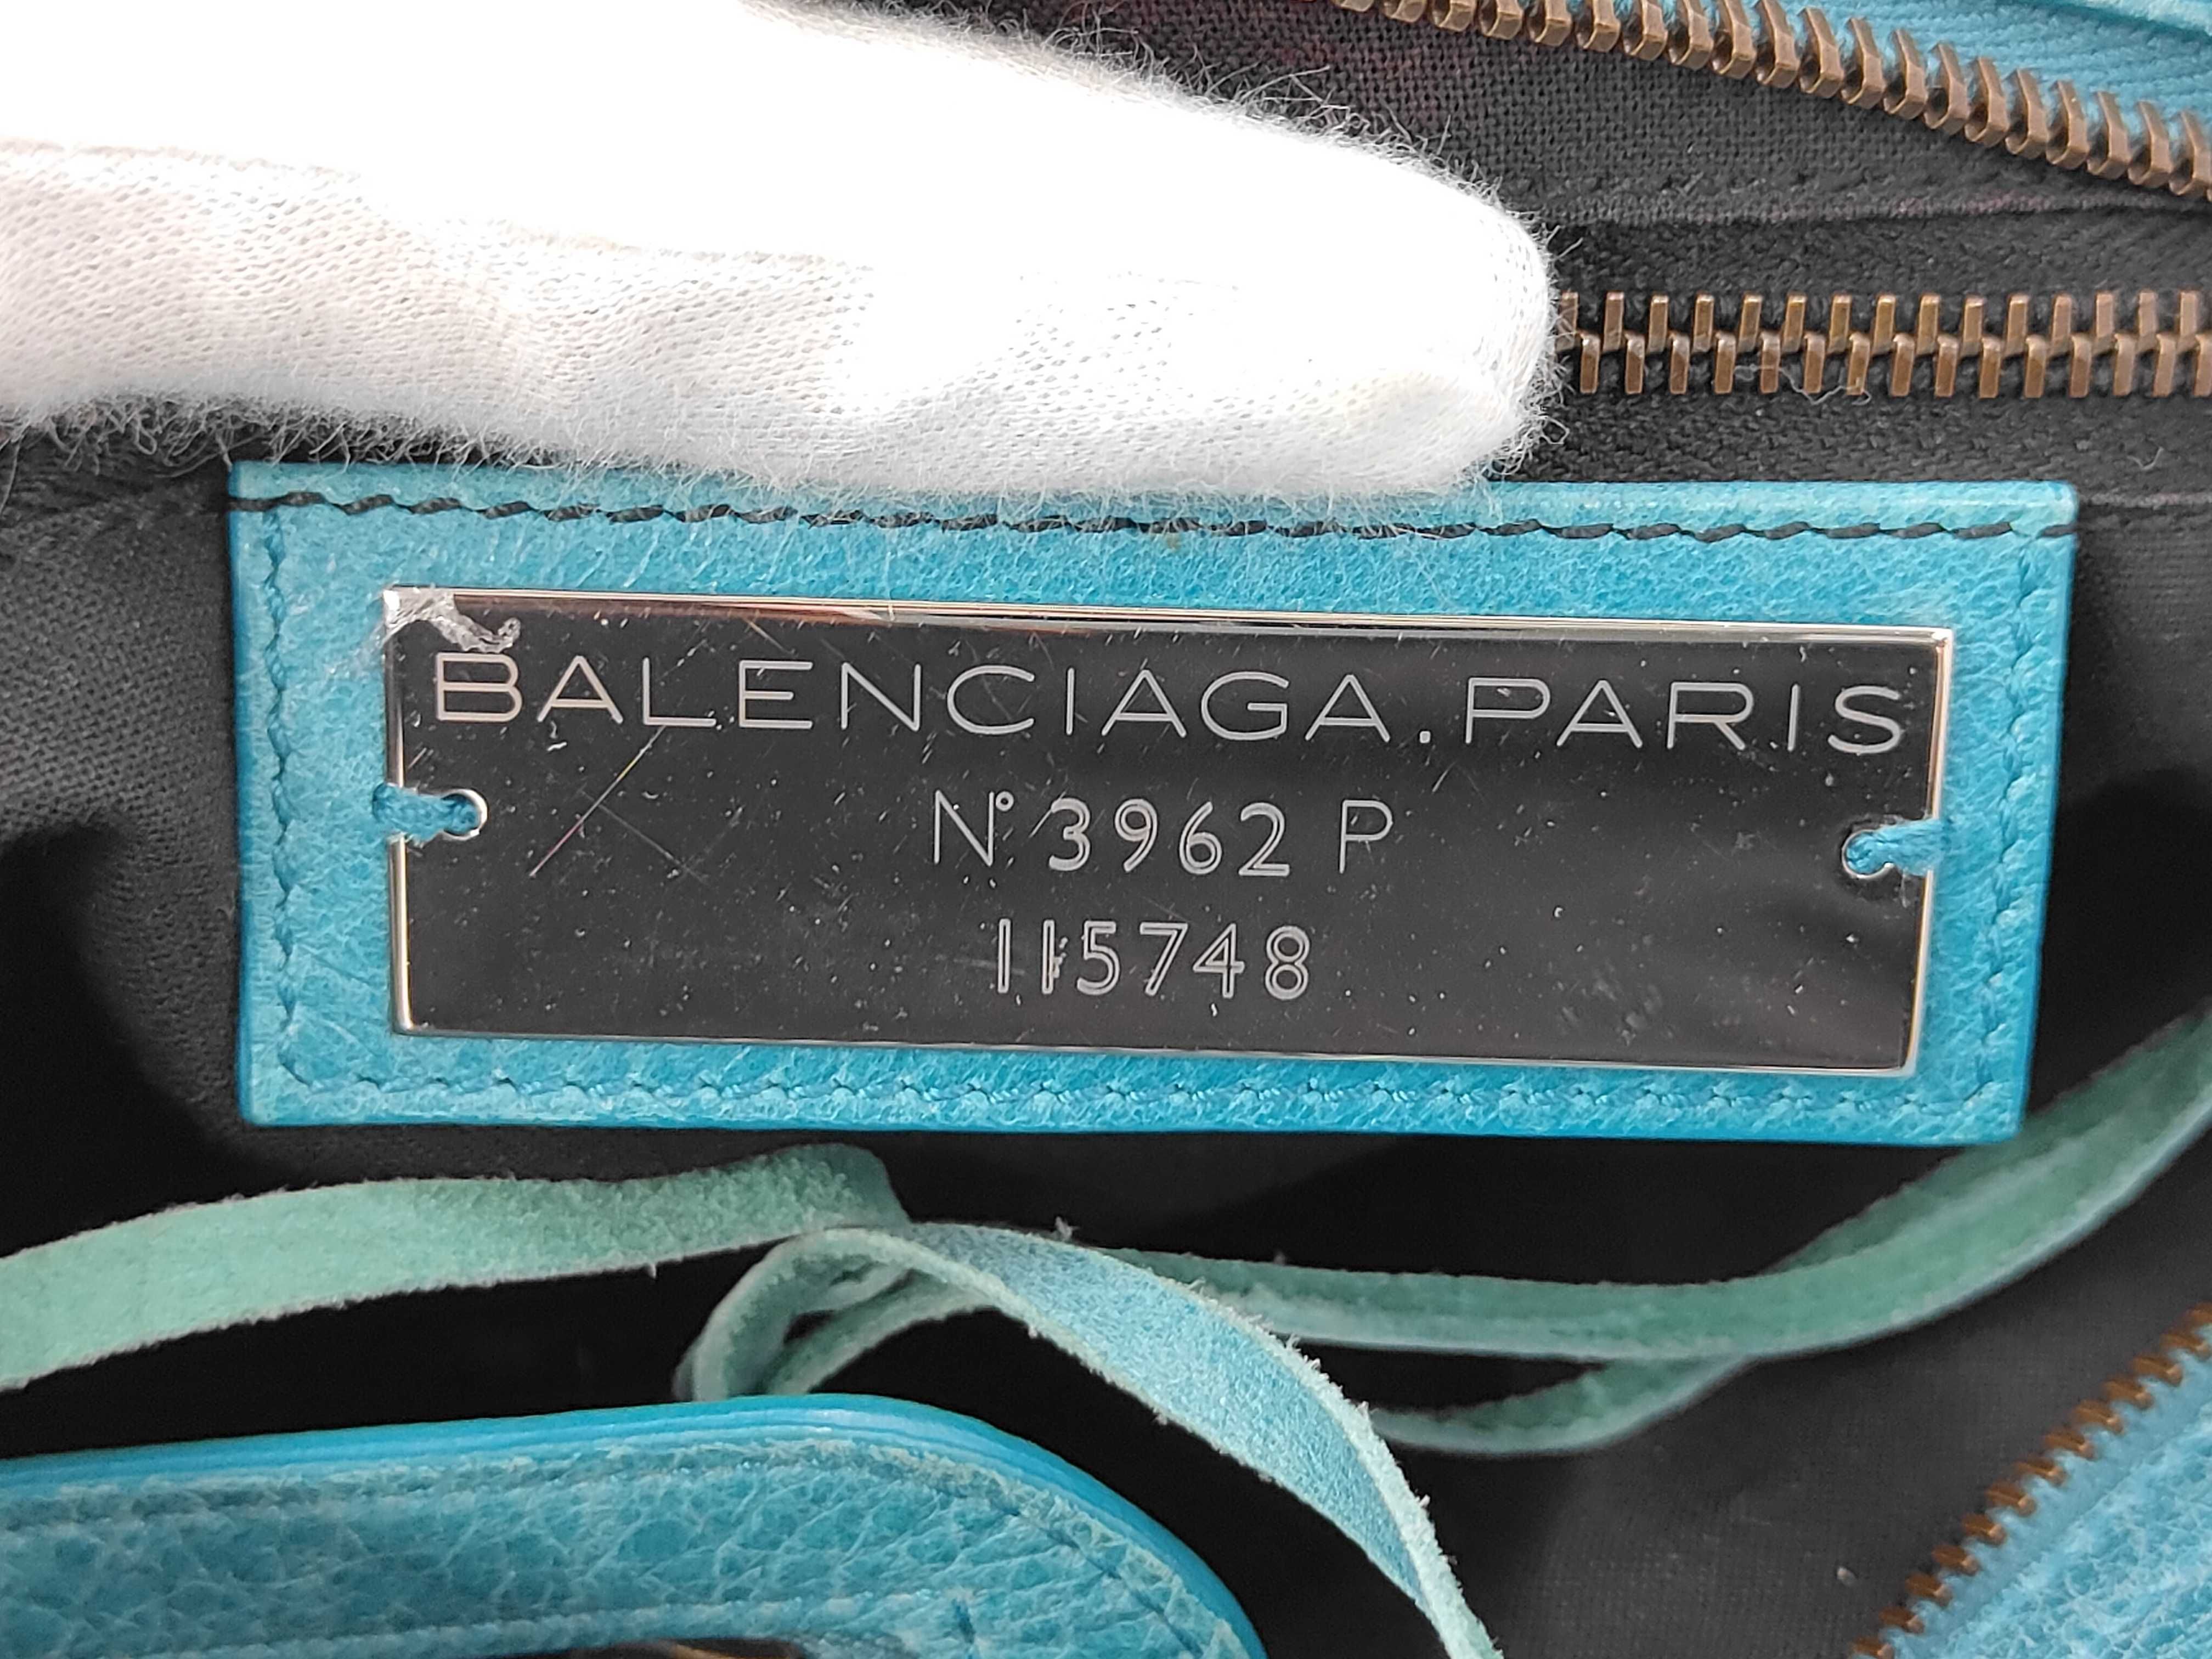 BALENCIAGA.PARIS
N° 3962 P
115748